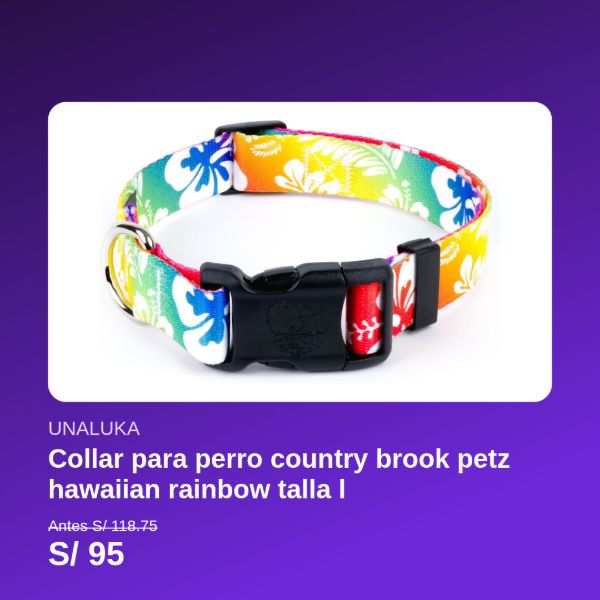 UNALUKA
Collar para perro country brook petz
hawaiian rainbow talla l
Antes S/ 118.75
S/ 95